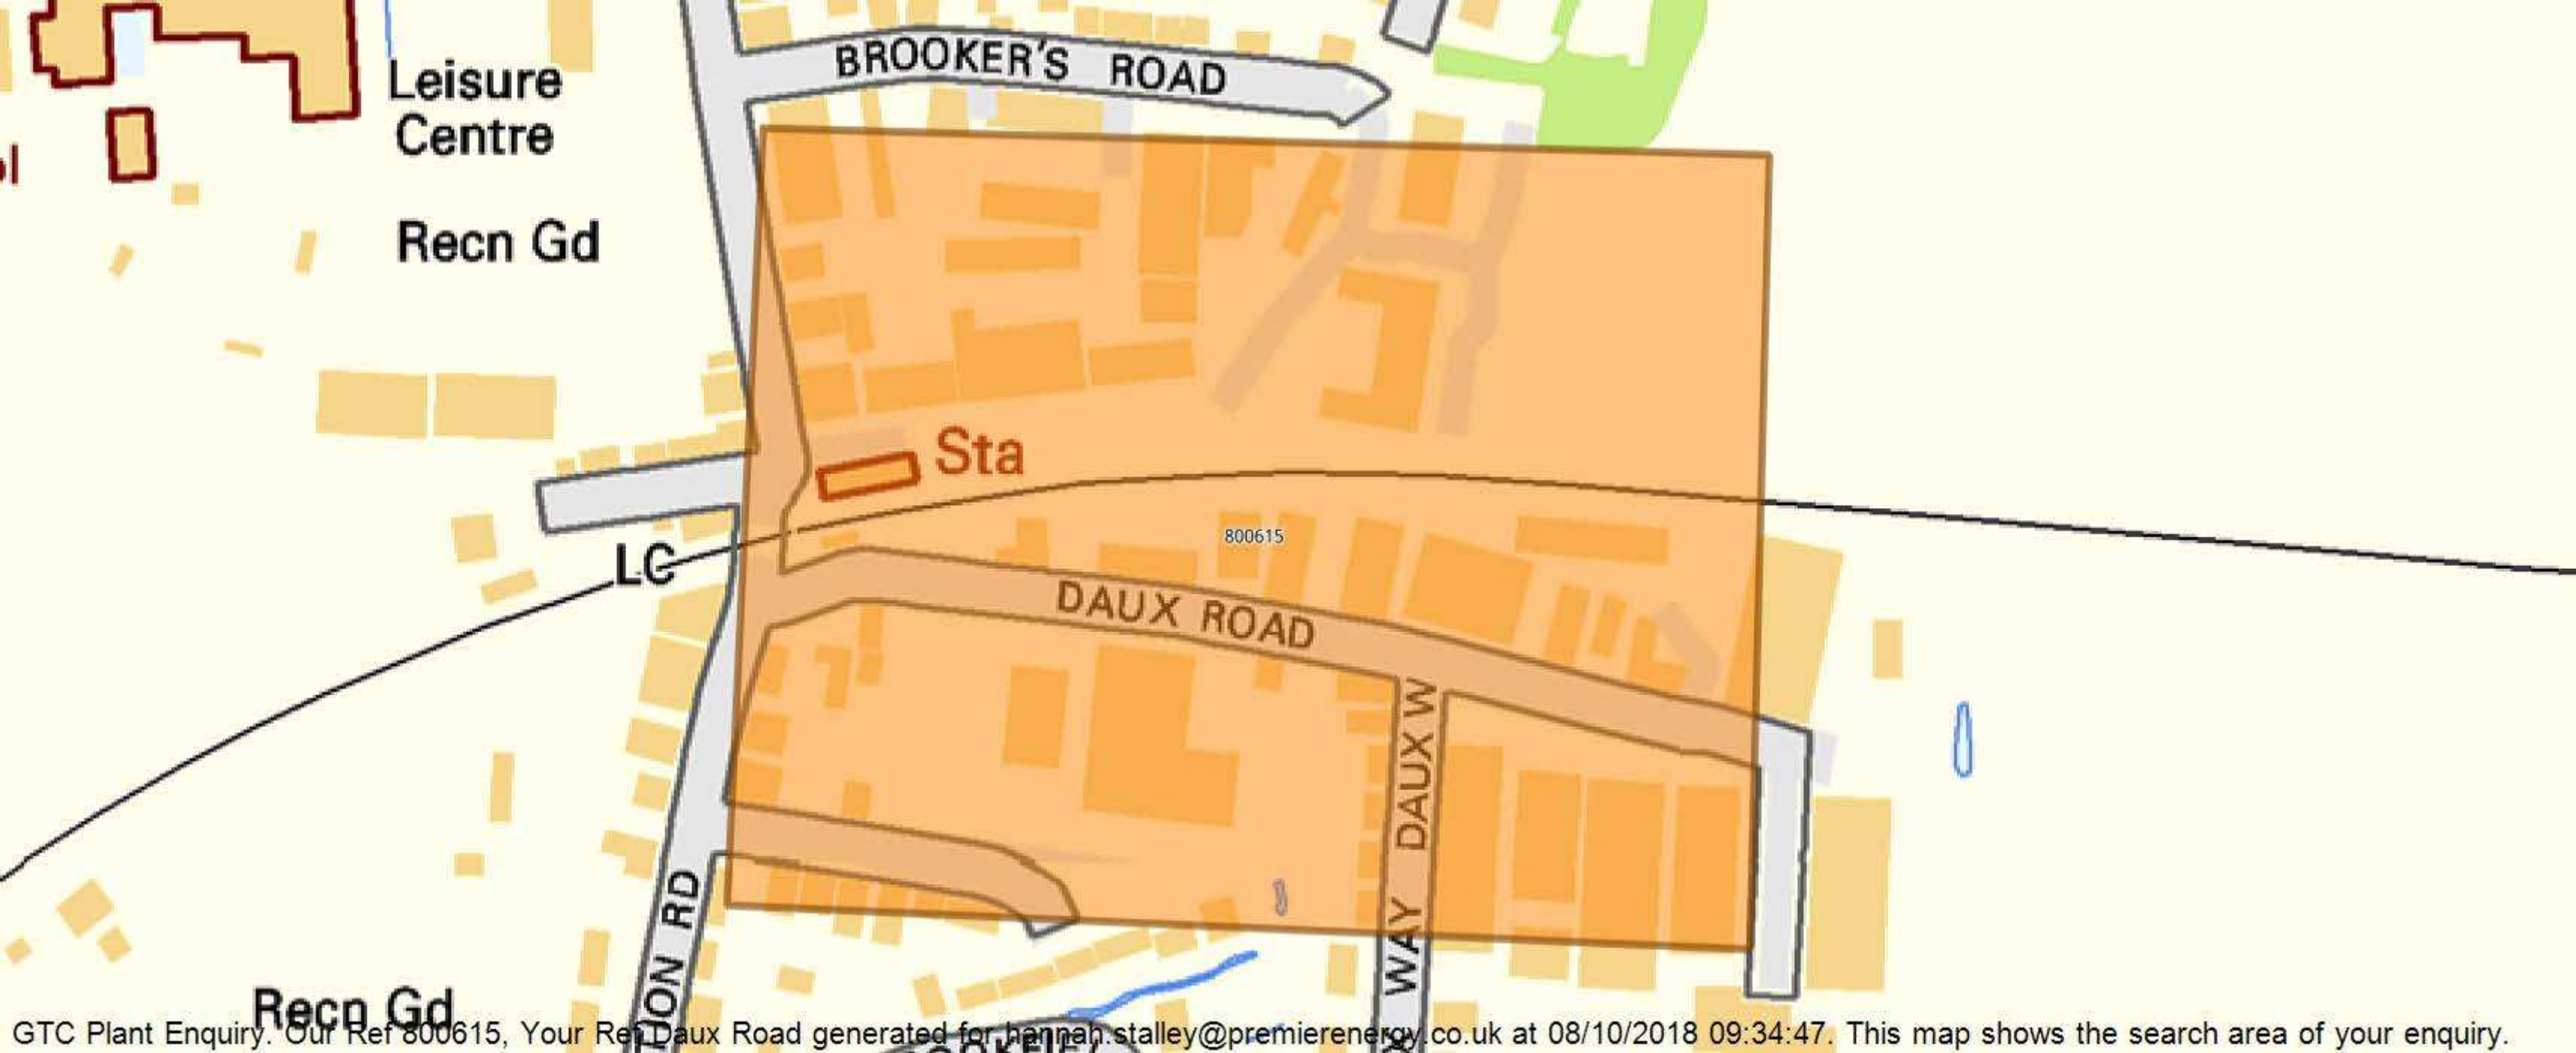 BROOKER'S ROAD
Leisure
Centre
Recn Gd
Sta
800615
LC
DAUX ROAD
DAUX W
WAY
RD
Recn Gd
GTC Plant Enquiry. Our Ref 800615, Your Ref Daux Road generated for hannah.stalley@premierenergy.co.uk at 08/10/2018 09:34:47. This map shows the search area of your enquiry.